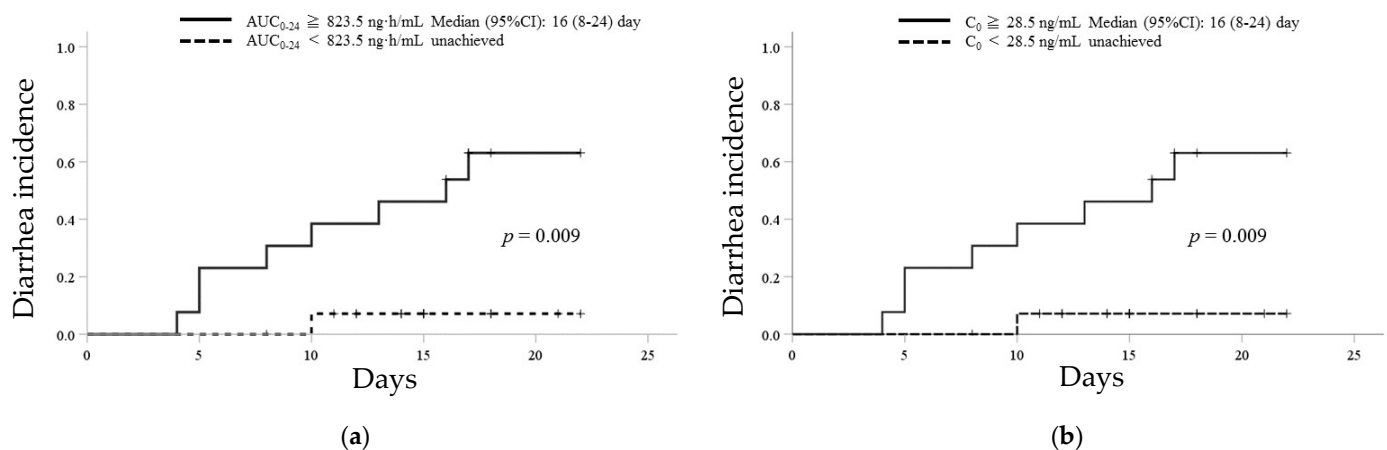 AUC0-24 ≧ 823.5 ng·h/mL Median (95%CI): 16 (8-24) day
AUC0-24 < 823.5 ng·h/mL unachieved
1.0
0.8
0.6
0.4
0.2
0.0
Diarrhea incidence
p = 0.009
0 5 10 15 20 25
Days
(a)
C0 ≧ 28.5 ng/mL Median (95%CI): 16 (8-24) day
C0 < 28.5 ng/mL unachieved
1.0
0.8
0.6
0.4
0.2
0.0
Diarrhea incidence
p = 0.009
0 5 10 15 20 25
Days
(b)